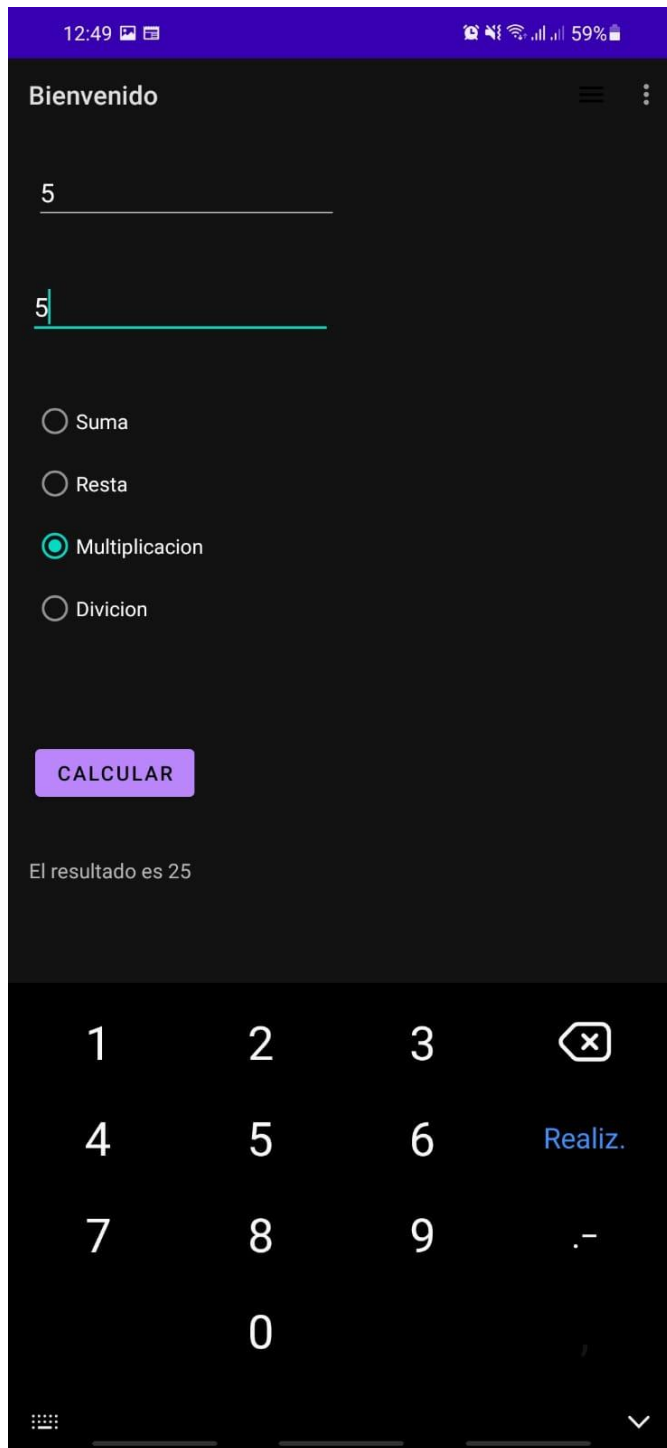 12:49 59%
Bienvenido
5
5
Suma
Resta
Multiplicacion
Divicion
CALCULAR
El resultado es 25
1 2 3
4 5 6 Realiz.
7 8 9 .-
0 ,